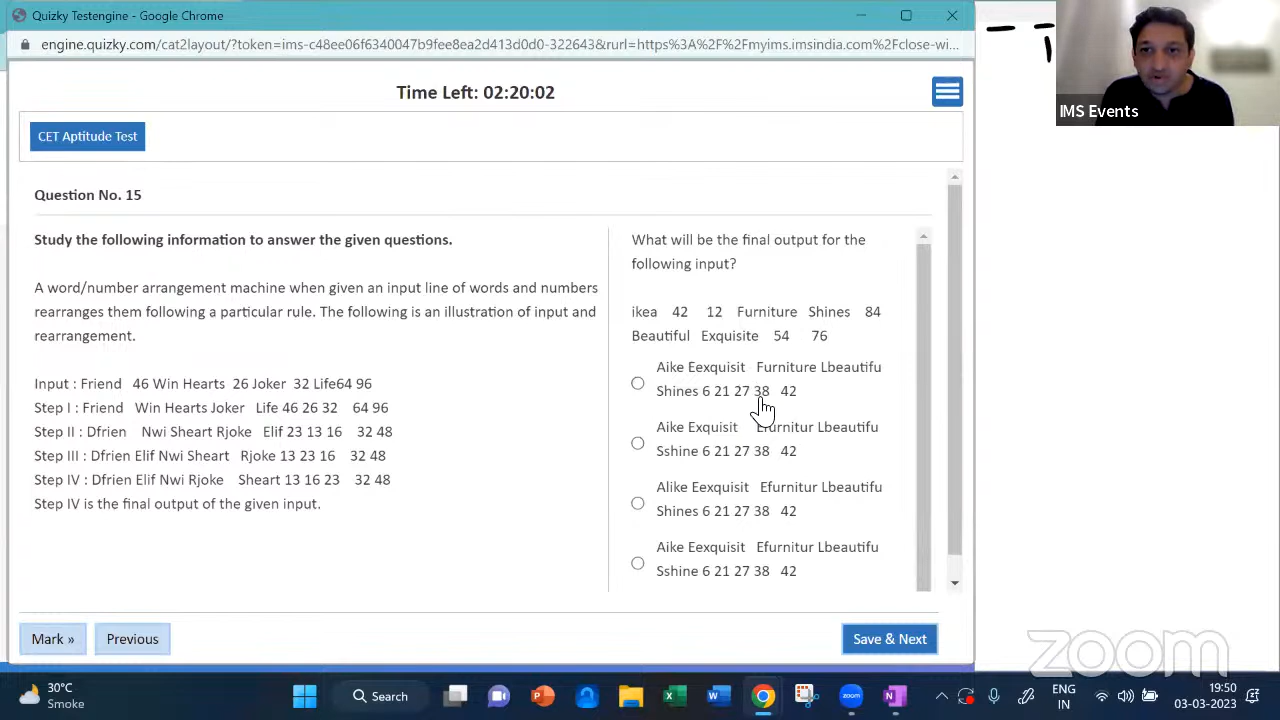 Quizky Testengine - Google Chrome
engine.quizky.com/cat2layout/?token=ims-c48ec06f6340047b9fee8ea2d413d0d0-322643&rurl=https%3A%2F%2Fmyims.imsindia.com%2Fclose-wi...
Time Left: 02:20:02
IMS Events
CET Aptitude Test
Question No. 15
Study the following information to answer the given questions.
A word/number arrangement machine when given an input line of words and numbers
rearranges them following a particular rule. The following is an illustration of input and
rearrangement.
Input : Friend 46 Win Hearts 26 Joker 32 Life64 96
Step I : Friend Win Hearts Joker Life 46 26 32 64 96
Step II : Dfrien Nwi Sheart Rjoke Elif 23 13 16 32 48
Step III : Dfrien Elif Nwi Sheart Rjoke 13 23 16 32 48
Step IV : Dfrien Elif Nwi Rjoke Sheart 13 16 23 32 48
Step IV is the final output of the given input.
What will be the final output for the
following input?
ikea 42 12 Furniture Shines 84
Beautiful Exquisite 54 76
Aike Eexquisit Furniture Lbeautifu
Shines 6 21 27 38 42
Aike Exquisit Efurnitur Lbeautifu
Sshine 6 21 27 38 42
Alike Eexquisit Efurnitur Lbeautifu
Shines 6 21 27 38 42
Aike Eexquisit Efurnitur Lbeautifu
Sshine 6 21 27 38 42
Mark »
Previous
Save & Next
zoom
30°C
Smoke
Search
zoom
ENG
IN
19:50
03-03-2023